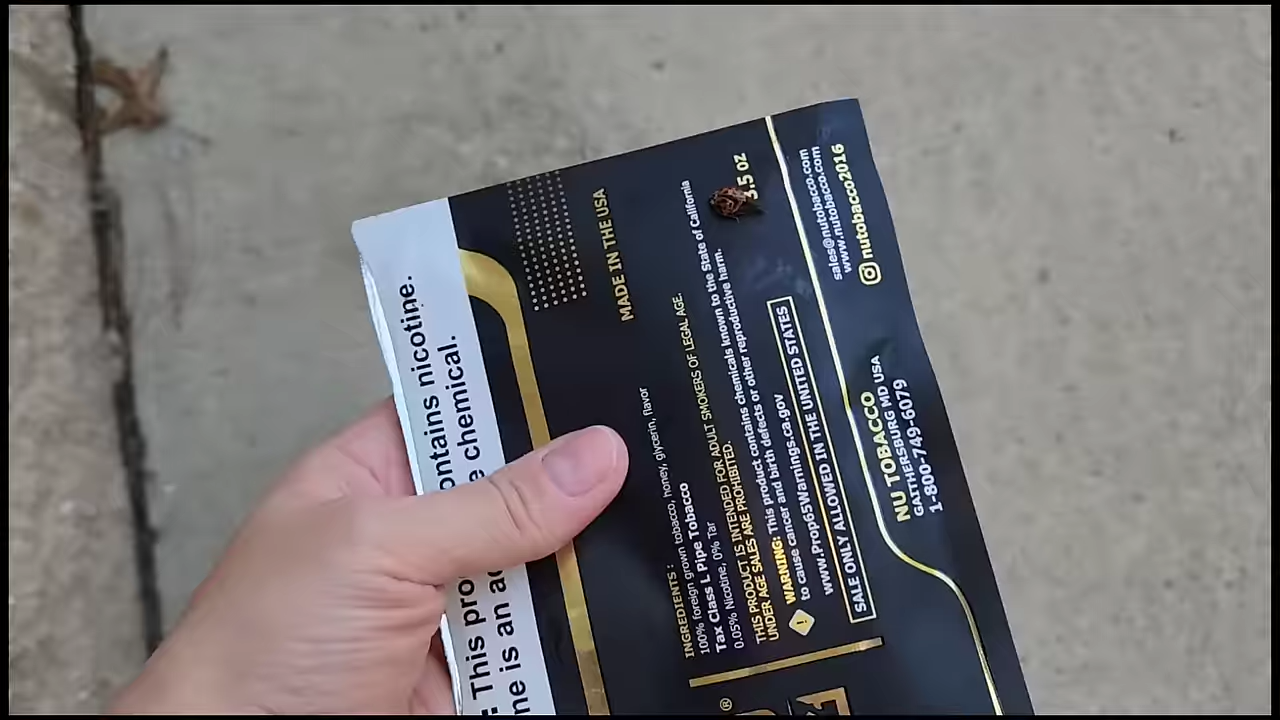 ontains nicotine.
e chemical.
: This pro
ne is an a
MADE IN THE USA
INGREDIENTS :
100% foreign grown tobacco, honey, glycerin, flavor
Tax Class L Pipe Tobacco
0.05% Nicotine, 0% Tar
THIS PRODUCT IS INTENDED FOR ADULT SMOKERS OF LEGAL AGE.
UNDER AGE SALES ARE PROHIBITED.
WARNING: This product contains chemicals known to the State of California
to cause cancer and birth defects or other reproductive harm.
www.Prop65Warnings.ca.gov
SALE ONLY ALLOWED IN THE UNITED STATES
3.5 oz
NU TOBACCO
GAITHERSBURG MD USA
1-800-749-6079
sales@nutobacco.com
www.nutobacco.com
nutobacco2016
®